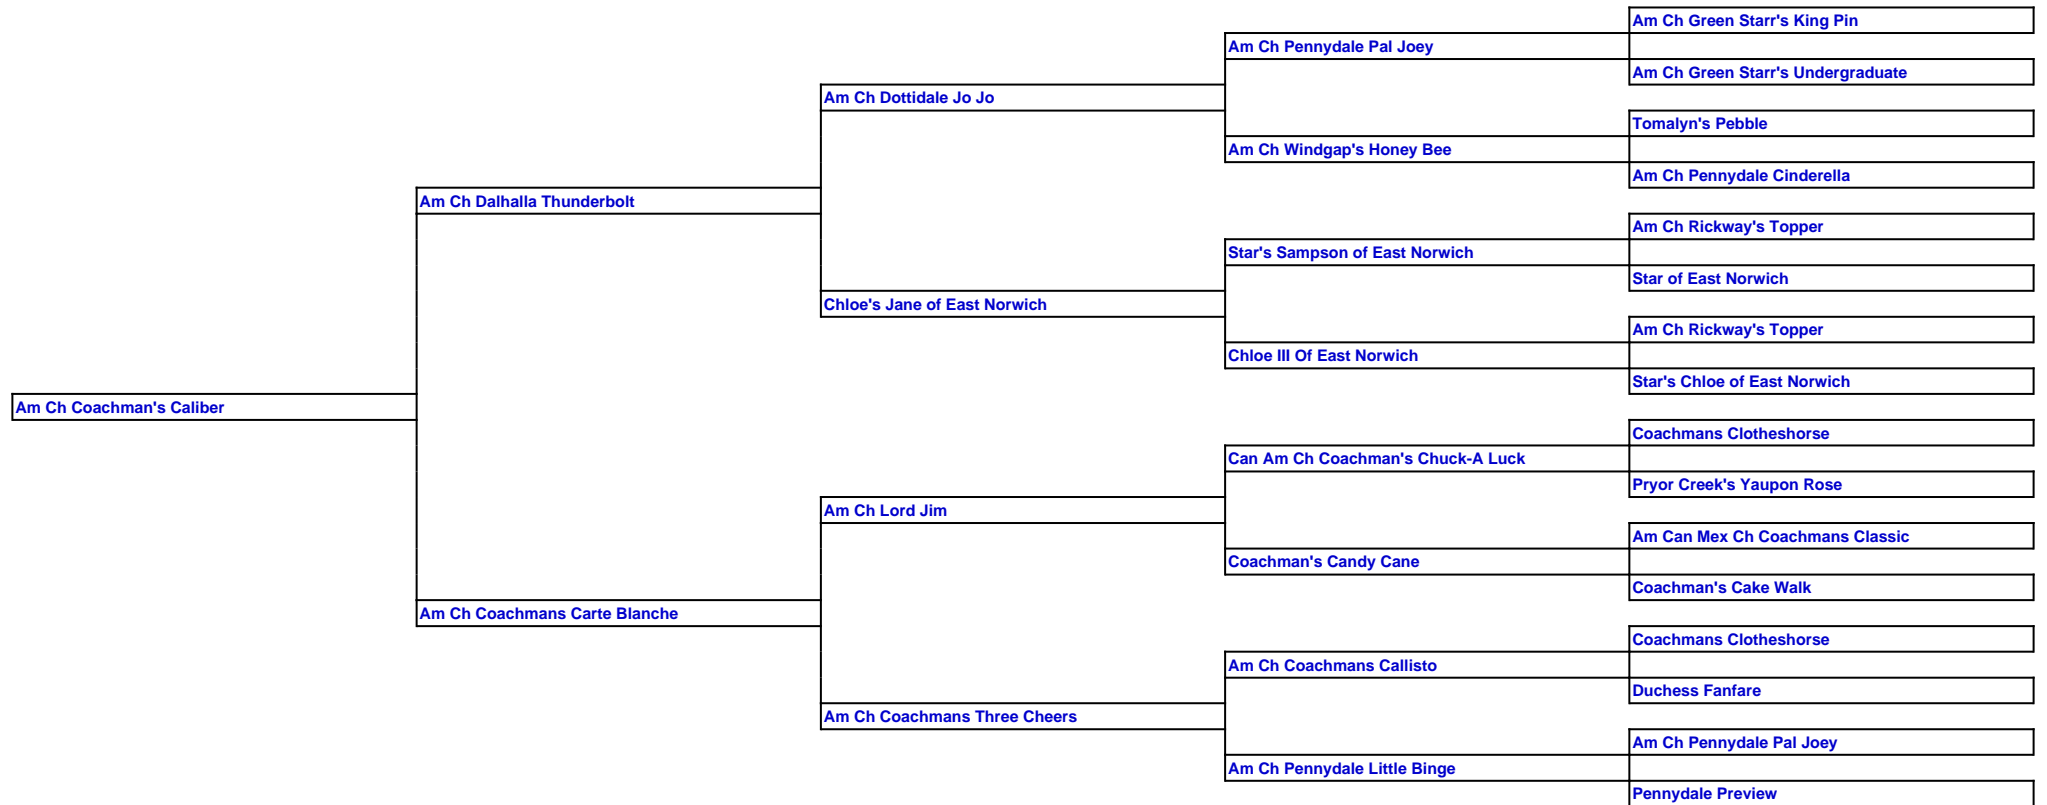 Am Ch Green Starr's King Pin
Am Ch Pennydale Pal Joey
Am Ch Green Starr's Undergraduate
Am Ch Dottidale Jo Jo
Tomalyn's Pebble
Am Ch Windgap's Honey Bee
Am Ch Pennydale Cinderella
Am Ch Dalhalla Thunderbolt
Am Ch Rickway's Topper
Star's Sampson of East Norwich
Star of East Norwich
Chloe's Jane of East Norwich
Am Ch Rickway's Topper
Chloe III Of East Norwich
Star's Chloe of East Norwich
Am Ch Coachman's Caliber
Coachmans Clotheshorse
Can Am Ch Coachman's Chuck-A Luck
Pryor Creek's Yaupon Rose
Am Ch Lord Jim
Am Can Mex Ch Coachmans Classic
Coachman's Candy Cane
Coachman's Cake Walk
Am Ch Coachmans Carte Blanche
Coachmans Clotheshorse
Am Ch Coachmans Callisto
Duchess Fanfare
Am Ch Coachmans Three Cheers
Am Ch Pennydale Pal Joey
Am Ch Pennydale Little Binge
Pennydale Preview